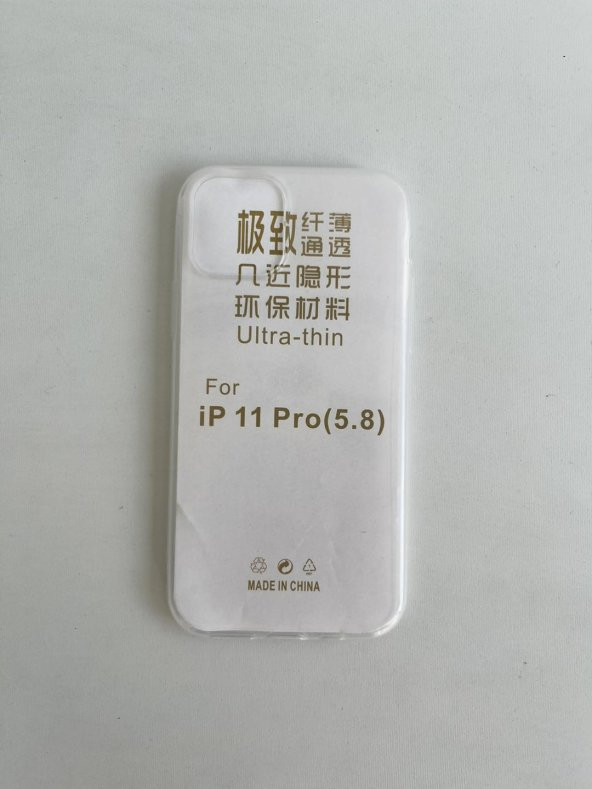 极致纤薄
通透
几近隐形
环保材料
Ultra-thin
For
iP 11 Pro(5.8)
MADE IN CHINA